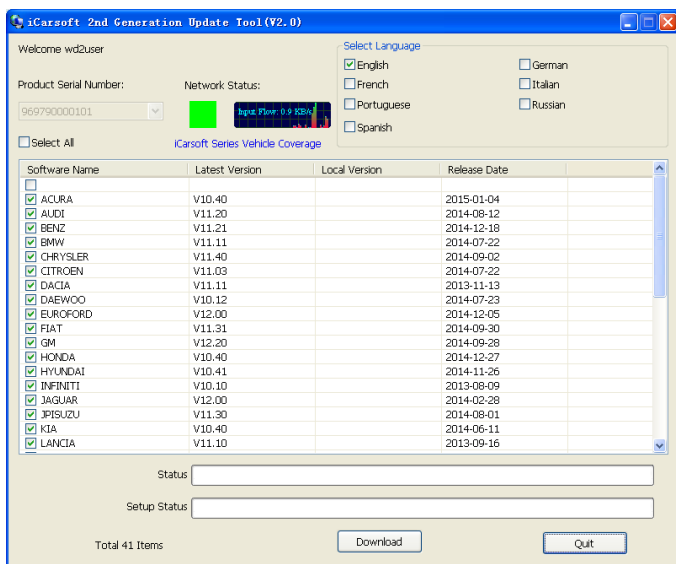 iCarsoft 2nd Generation Update Tool(V2.0)
Welcome wd2user
Select Language
English
German
French
Italian
Portuguese
Russian
Spanish
Product Serial Number:
Network Status:
969790000101
Input Flow: 0.9 KB/s
Select All
iCarsoft Series Vehicle Coverage
Software Name Latest Version Local Version Release Date
ACURA V10.40 2015-01-04
AUDI V11.20 2014-08-12
BENZ V11.21 2014-12-18
BMW V11.11 2014-07-22
CHRYSLER V11.40 2014-09-02
CITROEN V11.03 2014-07-22
DACIA V11.11 2013-11-13
DAEWOO V10.12 2014-07-23
EUROFORD V12.00 2014-12-05
FIAT V11.31 2014-09-30
GM V12.20 2014-09-28
HONDA V10.40 2014-12-27
HYUNDAI V10.41 2014-11-26
INFINITI V10.10 2013-08-09
JAGUAR V12.00 2014-02-28
JPISUZU V11.30 2014-08-01
KIA V10.40 2014-06-11
LANCIA V11.10 2013-09-16
Status
Setup Status
Total 41 Items
Download
Quit